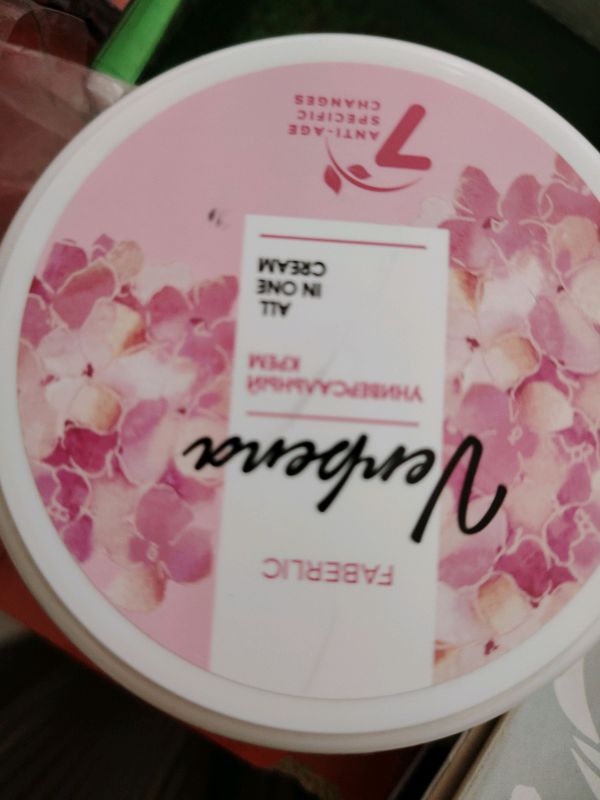 FABERLIC
Verbena
УНИВЕРСАЛЬНЫЙ
КРЕМ
ALL
IN ONE
CREAM
7
ANTI-AGE
SPECIFIC
CHANGES